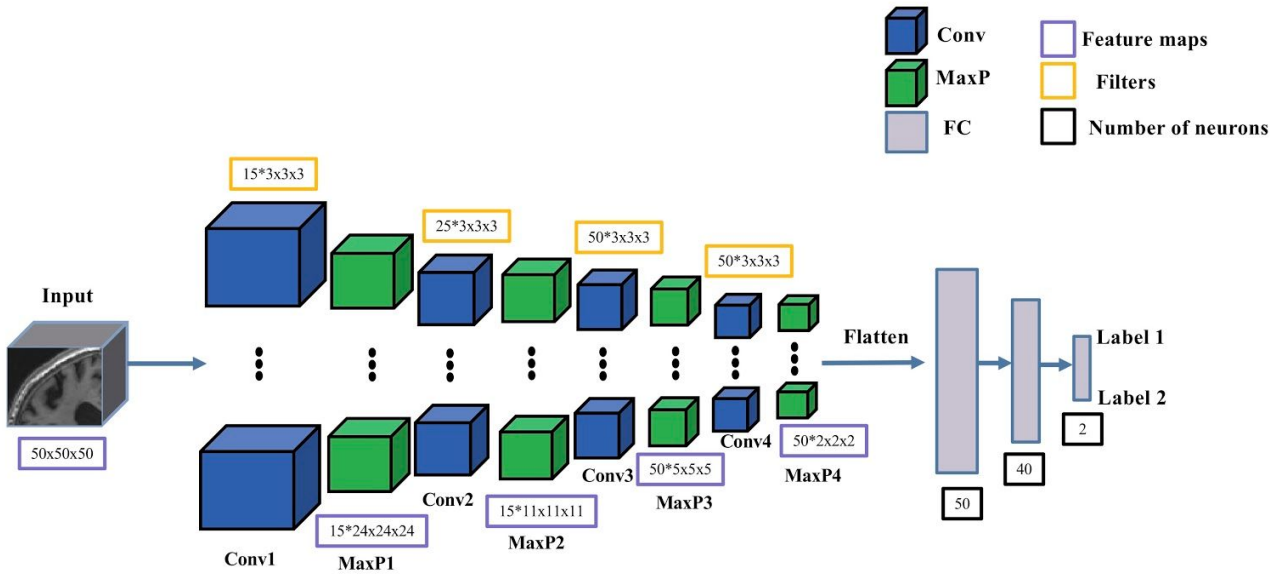 Conv
Feature maps
MaxP
Filters
FC
Number of neurons
15*3x3x3
25*3x3x3
50*3x3x3
50*3x3x3
Input
Flatten
Label 1
Label 2
50x50x50
2
40
50
Conv4
50*2x2x2
Conv3
50*5x5x5
MaxP4
Conv2
MaxP3
15*24x24x24
15*11x11x11
MaxP2
Conv1
MaxP1